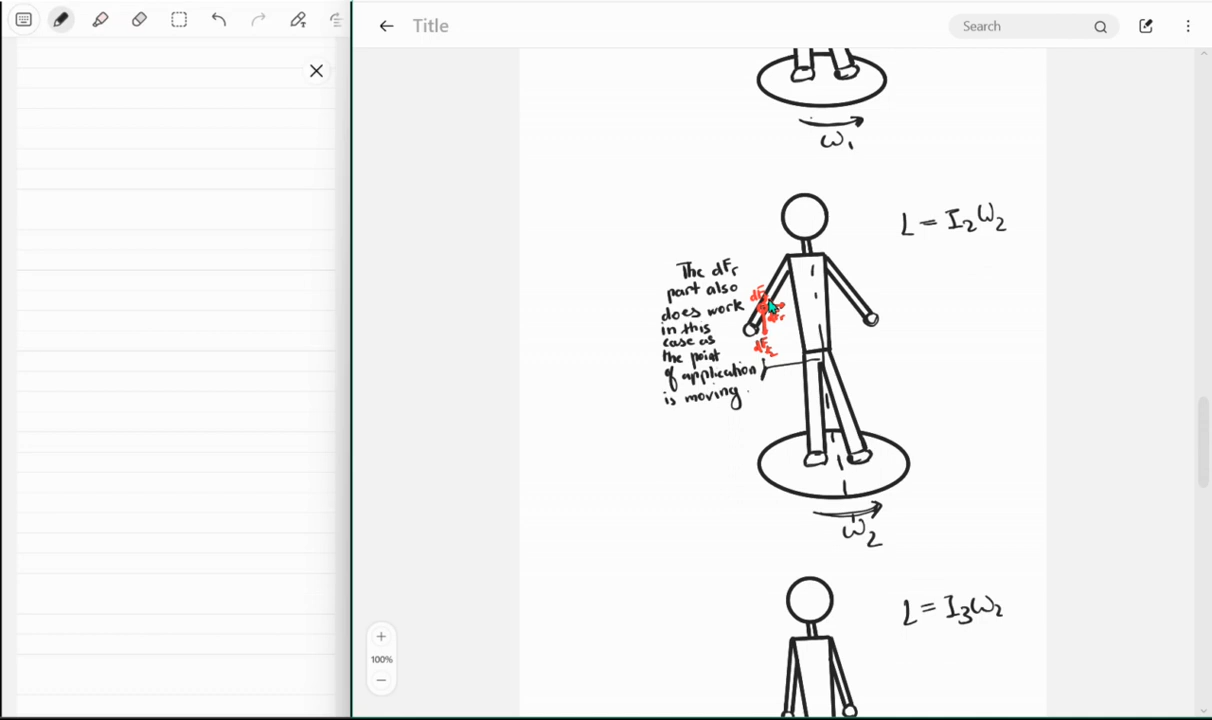 Title
Search
ω₁
L = I₂ω₂
The dFᵣ
part also
does work
in this
case as
the point
of application
is moving.
ω₂
L = I₃ω₂
100%